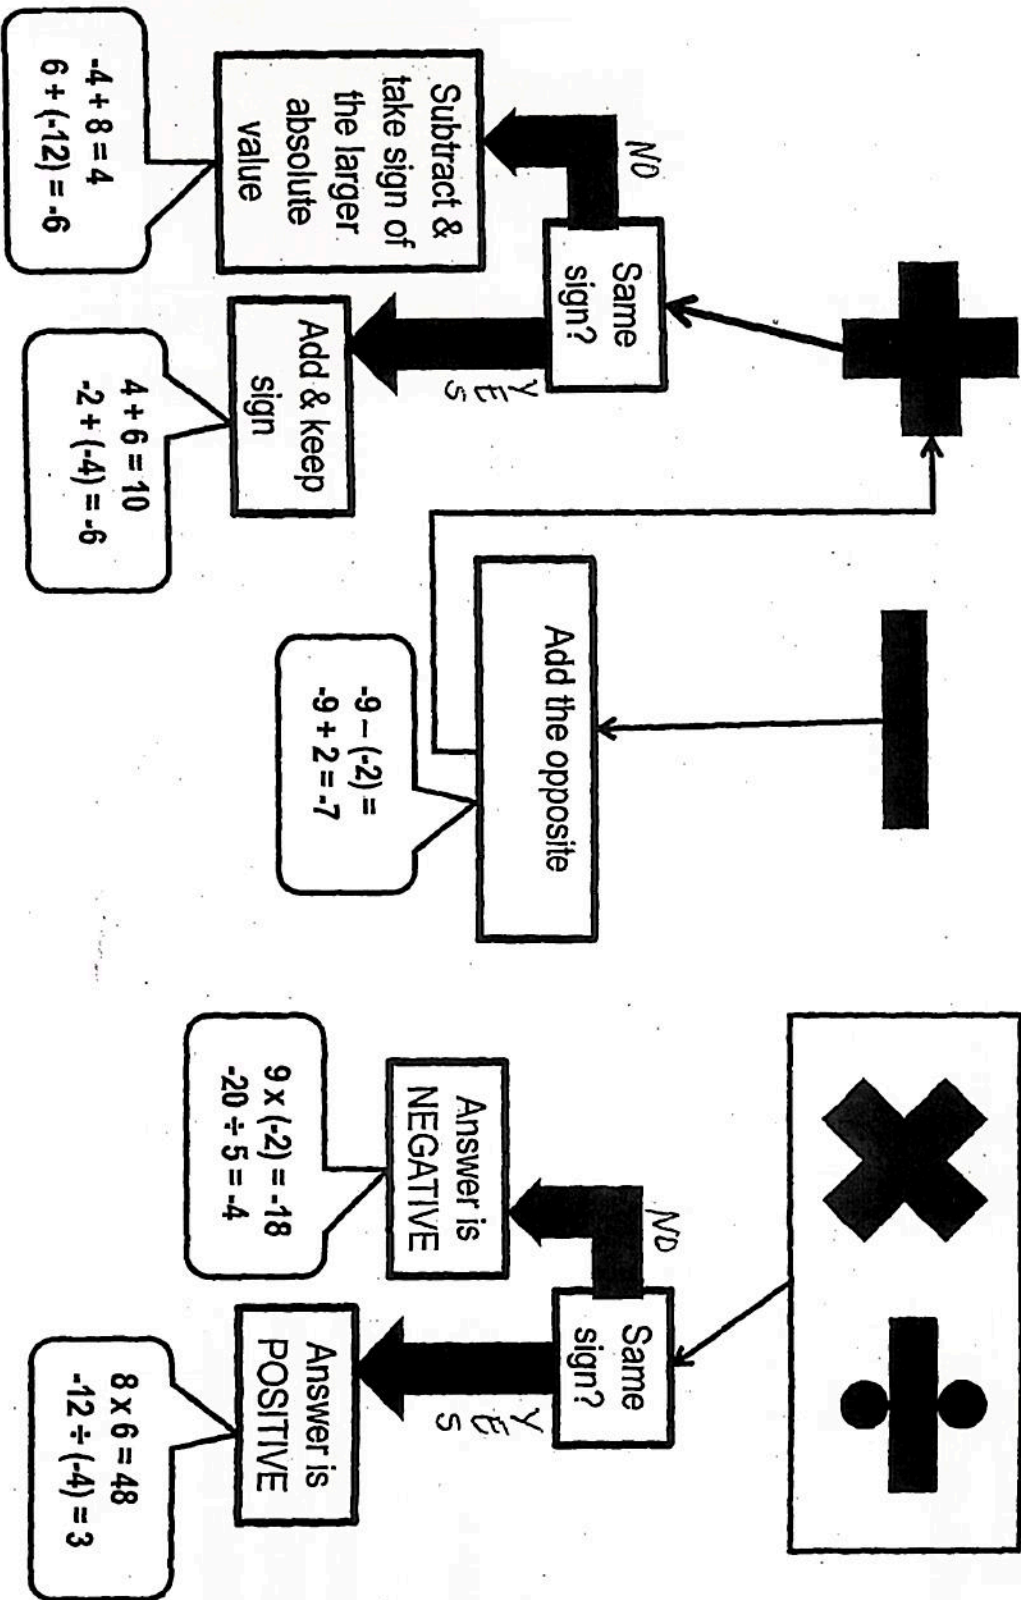 NO
Same
sign?
YES
Subtract &
take sign of
the larger
absolute
value
-4 + 8 = 4
6 + (-12) = -6
Add & keep
sign
4 + 6 = 10
-2 + (-4) = -6
Add the opposite
-9 – (-2) =
-9 + 2 = -7
NO
Same
sign?
YES
Answer is
NEGATIVE
9 x (-2) = -18
-20 ÷ 5 = -4
Answer is
POSITIVE
8 x 6 = 48
-12 ÷ (-4) = 3